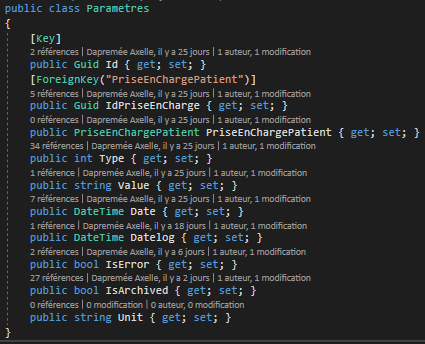 public class Parametres
{
[Key]
2 références | Dapremée Axelle, il y a 25 jours | 1 auteur, 1 modification
public Guid Id { get; set; }
[ForeignKey("PriseEnChargePatient")]
5 références | Dapremée Axelle, il y a 25 jours | 1 auteur, 1 modification
public Guid IdPriseEnCharge { get; set; }
0 références | Dapremée Axelle, il y a 25 jours | 1 auteur, 1 modification
public PriseEnChargePatient PriseEnChargePatient { get; set; }
34 références | Dapremée Axelle, il y a 25 jours | 1 auteur, 1 modification
public int Type { get; set; }
1 référence | Dapremée Axelle, il y a 25 jours | 1 auteur, 1 modification
public string Value { get; set; }
7 références | Dapremée Axelle, il y a 25 jours | 1 auteur, 1 modification
public DateTime Date { get; set; }
1 référence | Dapremée Axelle, il y a 18 jours | 1 auteur, 1 modification
public DateTime Datelog { get; set; }
2 références | Dapremée Axelle, il y a 6 jours | 1 auteur, 1 modification
public bool IsError { get; set; }
27 références | Dapremée Axelle, il y a 2 jours | 1 auteur, 1 modification
public bool IsArchived { get; set; }
0 références | 0 modification | 0 auteur, 0 modification
public string Unit { get; set; }
}